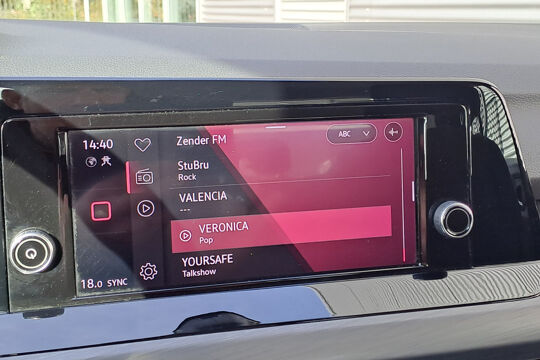 14:40
Zender FM
ABC
StuBru
Rock
VALENCIA
---
VERONICA
Pop
YOURSAFE
Talkshow
18.0 SYNC